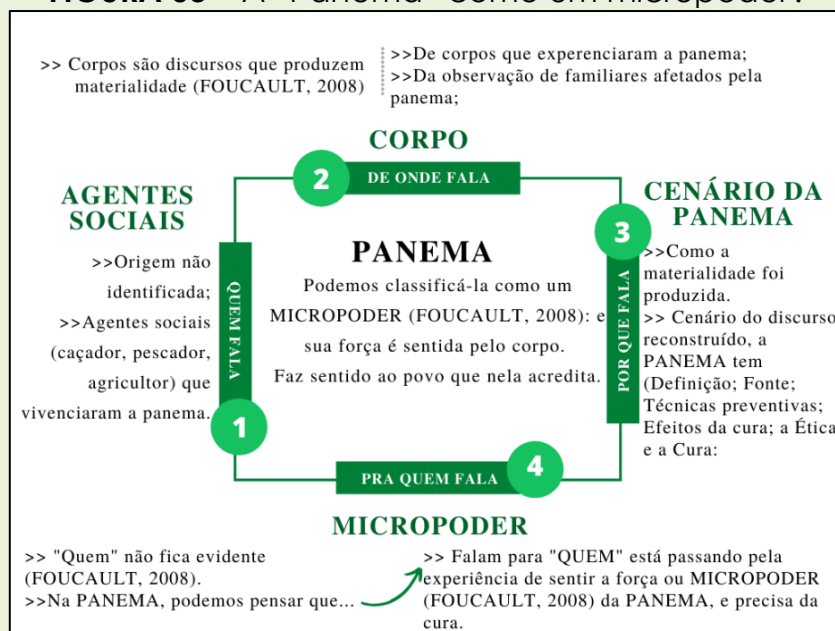 FIGURA 03 – A "Panema" como um micropoder.
>> Corpos são discursos que produzem
materialidade (FOUCAULT, 2008)
>>De corpos que experenciaram a panema;
>>Da observação de familiares afetados pela
panema;
CORPO
2
DE ONDE FALA
AGENTES
SOCIAIS
>>Origem não
identificada;
>>Agentes sociais
(caçador, pescador,
agricultor) que
vivenciaram a panema.
QUEM FALA
1
PANEMA
Podemos classificá-la como um
MICROPODER (FOUCAULT, 2008): e
sua força é sentida pelo corpo.
Faz sentido ao povo que nela acredita.
CENÁRIO DA
PANEMA
3
POR QUE FALA
>>Como a
materialidade foi
produzida.
>> Cenário do discurso
reconstruído, a
PANEMA tem
(Definição; Fonte;
Técnicas preventivas;
Efeitos da cura; a Ética
e a Cura:
PRA QUEM FALA
4
MICROPODER
>> "Quem" não fica evidente
(FOUCAULT, 2008).
>>Na PANEMA, podemos pensar que...
>> Falam para "QUEM" está passando pela
experiência de sentir a força ou MICROPODER
(FOUCAULT, 2008) da PANEMA, e precisa da
cura.